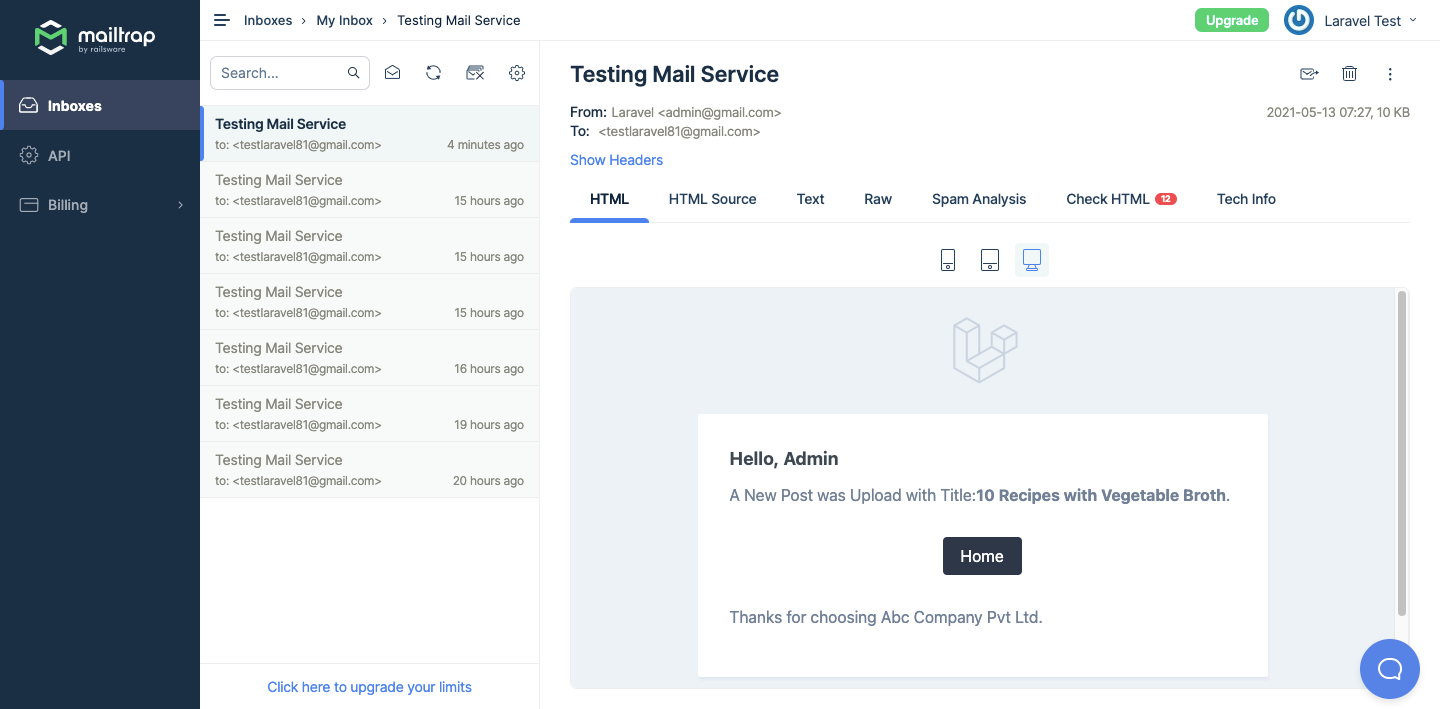 mailtrap
by railsware
Inboxes
API
Billing
Inboxes › My Inbox › Testing Mail Service
Upgrade
Laravel Test
Search...
Testing Mail Service
to: <testlaravel81@gmail.com> 4 minutes ago
Testing Mail Service
to: <testlaravel81@gmail.com> 15 hours ago
Testing Mail Service
to: <testlaravel81@gmail.com> 15 hours ago
Testing Mail Service
to: <testlaravel81@gmail.com> 15 hours ago
Testing Mail Service
to: <testlaravel81@gmail.com> 16 hours ago
Testing Mail Service
to: <testlaravel81@gmail.com> 19 hours ago
Testing Mail Service
to: <testlaravel81@gmail.com> 20 hours ago
Click here to upgrade your limits
Testing Mail Service
From: Laravel <admin@gmail.com> 2021-05-13 07:27, 10 KB
To: <testlaravel81@gmail.com>
Show Headers
HTML HTML Source Text Raw Spam Analysis Check HTML 12 Tech Info
Hello, Admin
A New Post was Upload with Title:10 Recipes with Vegetable Broth.
Home
Thanks for choosing Abc Company Pvt Ltd.